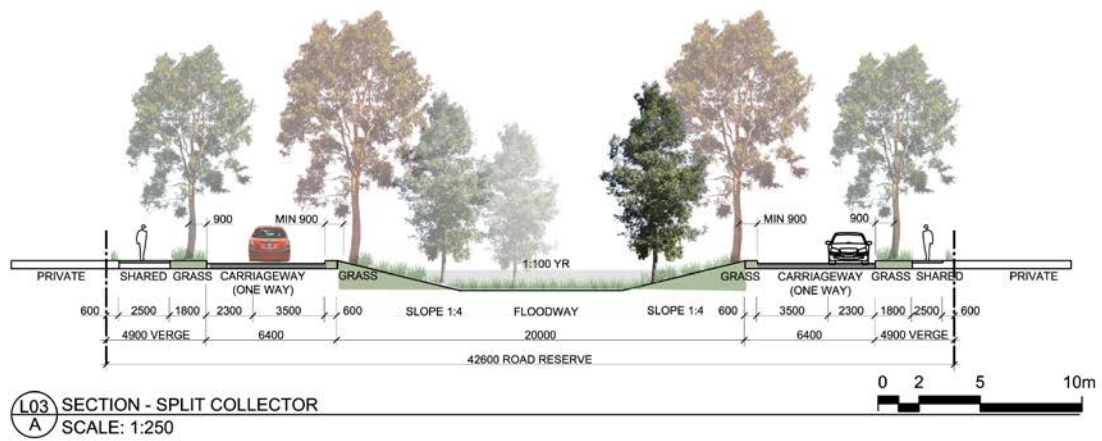 900 MIN 900 MIN 900 900
1:100 YR
PRIVATE SHARED GRASS CARRIAGEWAY GRASS GRASS CARRIAGEWAY GRASS SHARED PRIVATE
(ONE WAY) (ONE WAY)
600 2500 1800 2300 3500 600 SLOPE 1:4 FLOODWAY SLOPE 1:4 600 3500 2300 1800 2500 600
4900 VERGE 6400 20000 6400 4900 VERGE
42600 ROAD RESERVE
0 2 5 10m
L03 SECTION - SPLIT COLLECTOR
A SCALE: 1:250